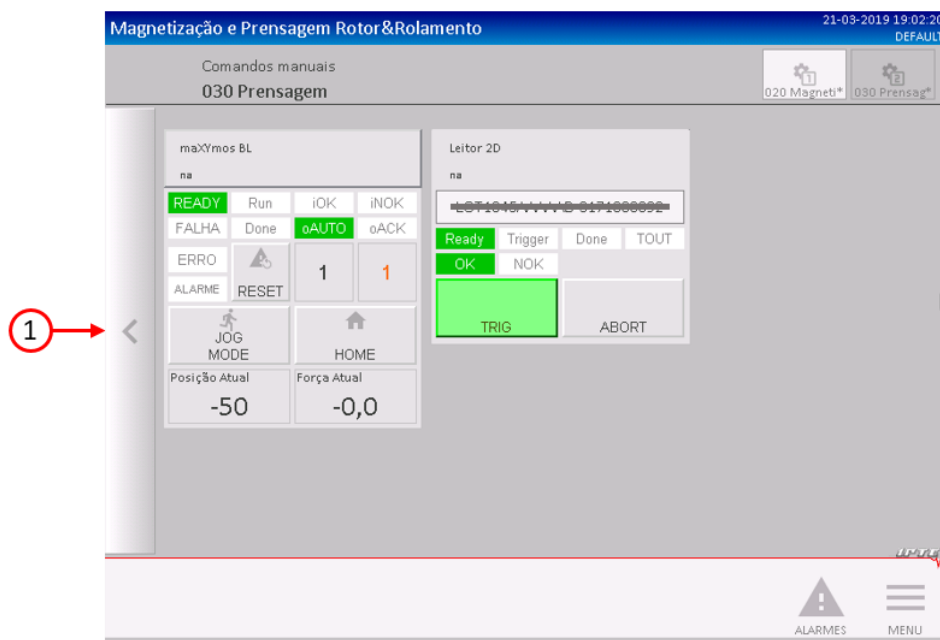 Magnetização e Prensagem Rotor&Rolamento
21-03-2019 19:02:20
DEFAULT
Comandos manuais
030 Prensagem
1
020 Magneti*
2
030 Prensag*
maXYmos BL
na
READY Run iOK iNOK
FALHA Done oAUTO oACK
ERRO
ALARME
RESET
1
1
JOG
MODE
HOME
Posição Atual
-50
Força Atual
-0,0
Leitor 2D
na
Ready Trigger Done TOUT
OK NOK
TRIG
ABORT
1
ALARMES
MENU